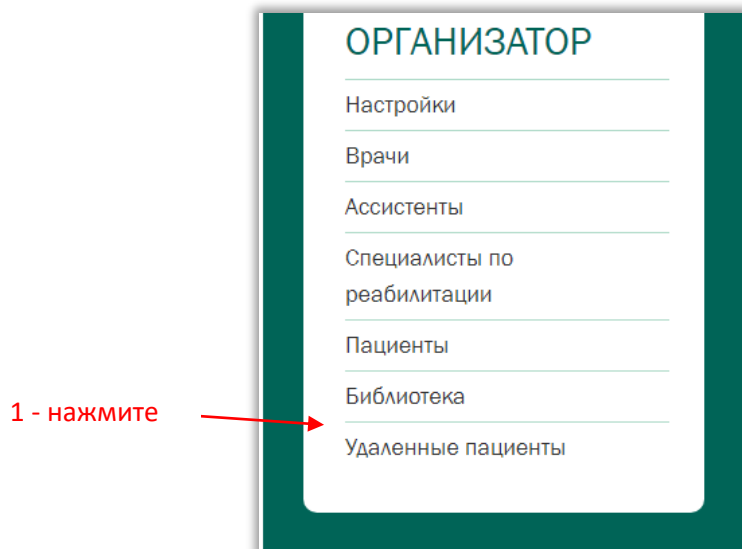 ОРГАНИЗАТОР
Настройки
Врачи
Ассистенты
Специалисты по
реабилитации
Пациенты
Библиотека
1 - нажмите
Удаленные пациенты